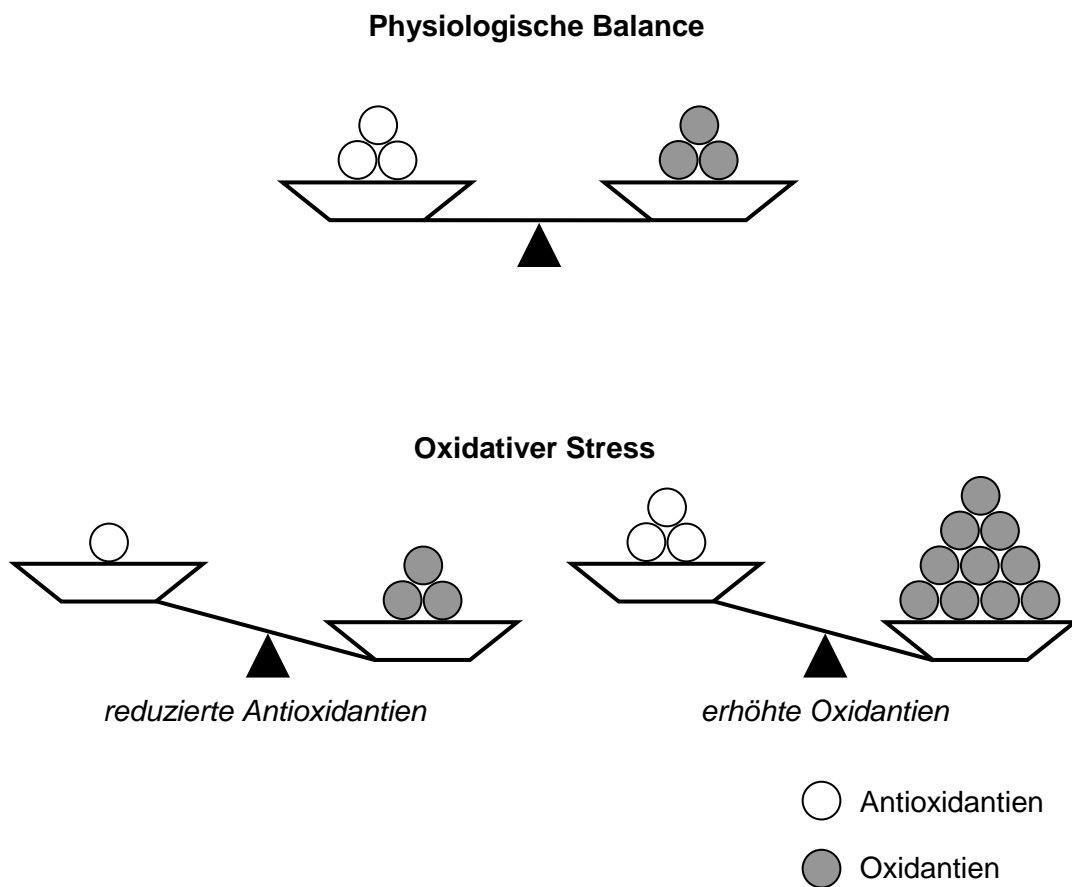 Physiologische Balance
Oxidativer Stress
reduzierte Antioxidantien
erhöhte Oxidantien
Antioxidantien
Oxidantien